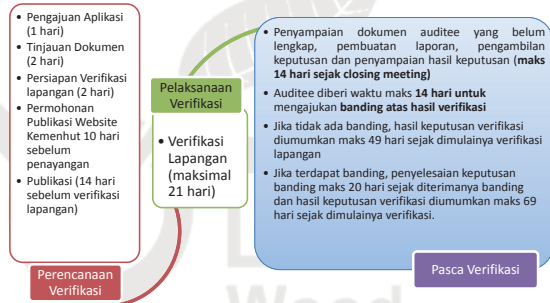 • Pengajuan Aplikasi
(1 hari)
• Tinjauan Dokumen
(2 hari)
• Persiapan Verifikasi
lapangan (2 hari)
• Permohonan
Publikasi Website
Kemenhut 10 hari
sebelum
penayangan
• Publikasi (14 hari
sebelum verifikasi
lapangan)
Perencanaan
Verifikasi
Pelaksanaan
Verifikasi
• Verifikasi
Lapangan
(maksimal
21 hari)
• Penyampaian dokumen auditee yang belum
lengkap, pembuatan laporan, pengambilan
keputusan dan penyampaian hasil keputusan (maks
14 hari sejak closing meeting)
• Auditee diberi waktu maks 14 hari untuk
mengajukan banding atas hasil verifikasi
• Jika tidak ada banding, hasil keputusan verifikasi
diumumkan maks 49 hari sejak dimulainya verifikasi
lapangan
• Jika terdapat banding, penyelesaian keputusan
banding maks 20 hari sejak diterimanya banding
dan hasil keputusan verifikasi diumumkan maks 69
hari sejak dimulainya verifikasi.
Pasca Verifikasi